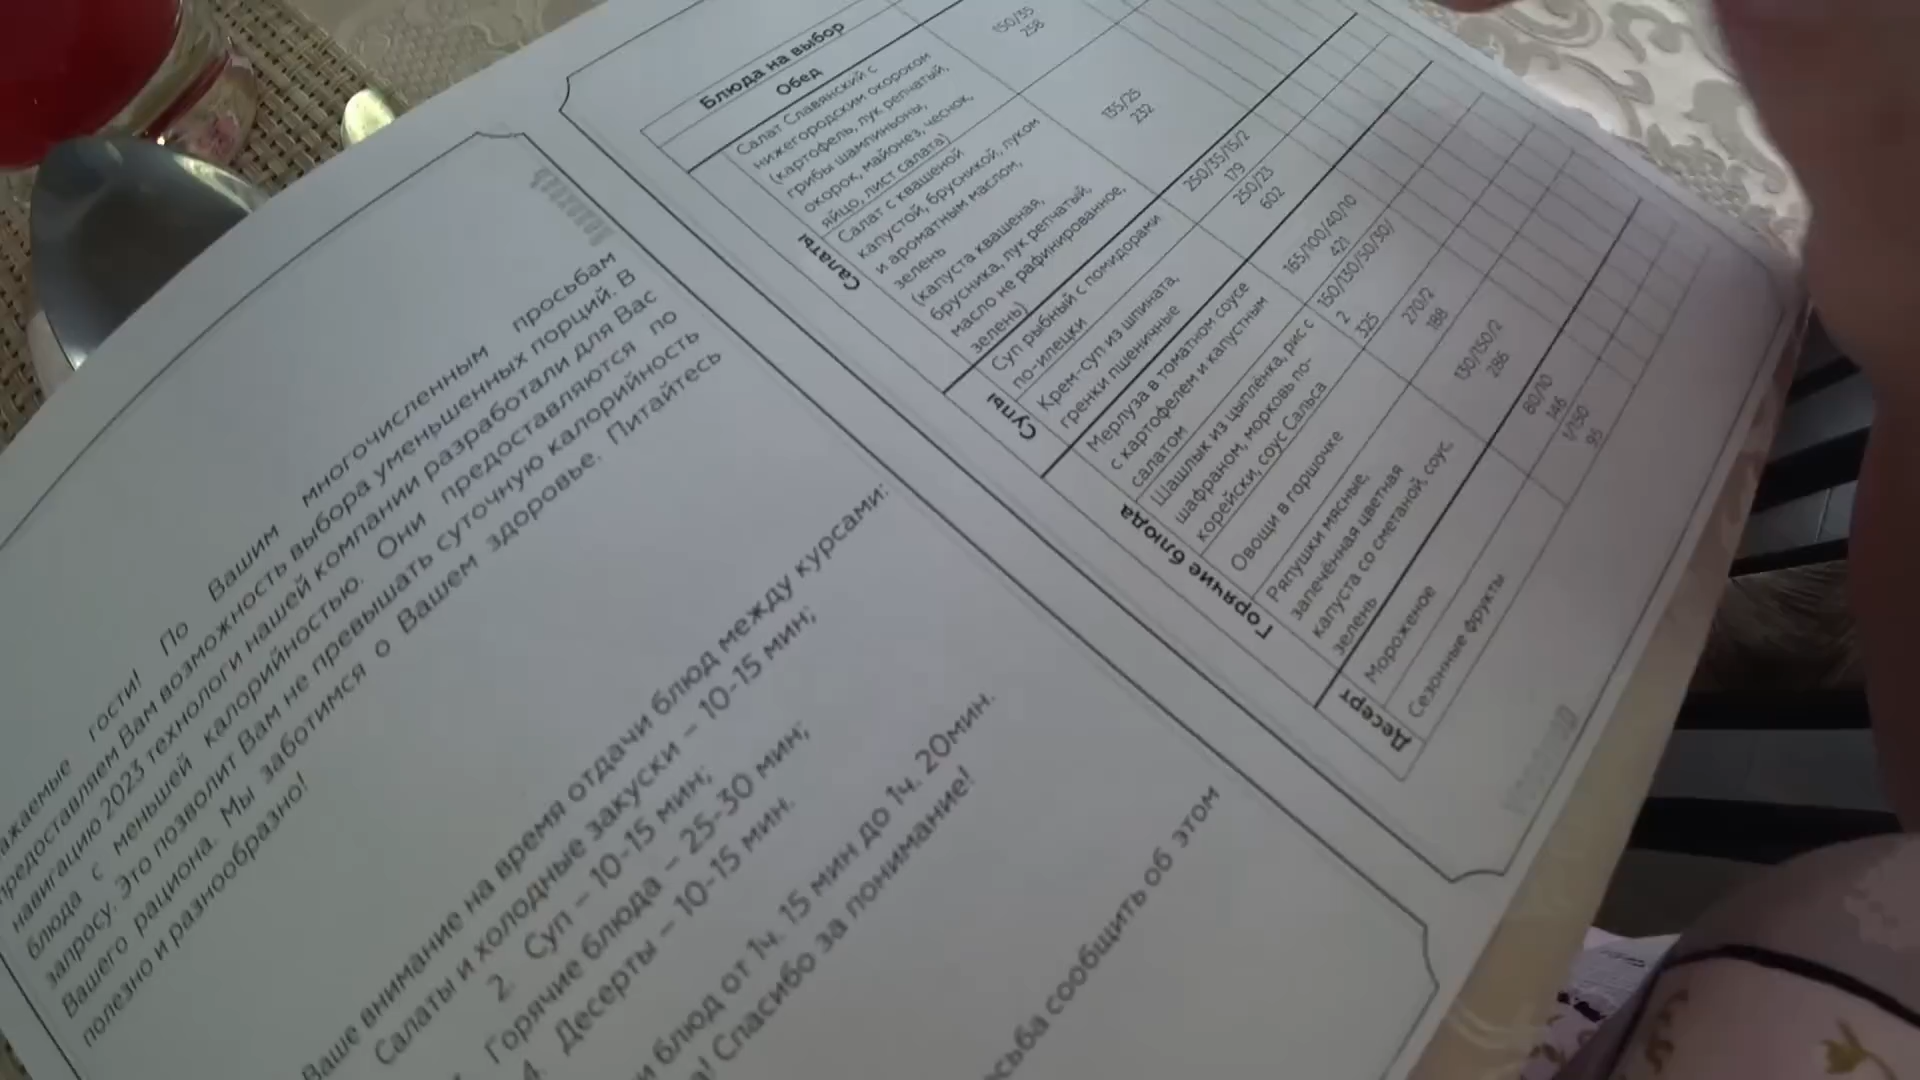 гости! По Вашим многочисленным просьбам
предоставляем Вам возможность выбора уменьшенных порций. В
навигацию 2023 технологи нашей компании разработали для Вас
блюда с меньшей калорийностью. Они предоставляются по
запросу. Это позволит Вам не превышать суточную калорийность
Вашего рациона. Мы заботимся о Вашем здоровье. Питайтесь
полезно и разнообразно!
Ваше внимание на время отдачи блюд между курсами:
Салаты и холодные закуски – 10-15 мин;
2. Суп – 10-15 мин;
Горячие блюда – 25-30 мин;
4. Десерты – 10-15 мин.
блюд от 1ч. 15 мин до 1ч. 20мин.
Спасибо за понимание!
сообщить об этом
Блюда на выбор
Обед
Салаты
Салат Славянский с
нижегородским окороком
(картофель, лук репчатый,
грибы шампиньоны,
окорок, майонез, чеснок,
яйцо, лист салата)
150/35
258
Салат с квашеной
капустой, брусникой, луком
и ароматным маслом,
зелень
(капуста квашеная,
брусника, лук репчатый,
масло не рафинированное,
зелень)
135/25
232
Супы
Суп рыбный с помидорами
по-илецки
250/35/15/2
179
Крем-суп из шпината,
гренки пшеничные
250/23
602
Горячие блюда
Мерлуза в томатном соусе
с картофелем и капустным
салатом
165/100/40/10
421
Шашлык из цыплёнка, рис с
шафраном, морковь по-
корейски, соус Сальса
150/130/50/30/
2
325
Овощи в горшочке
270/2
188
Ряпушки мясные,
запечённая цветная
капуста со сметаной, соус,
зелень
130/150/2
286
Десерт
Мороженое
80/10
146
Сезонные фрукты
1/150
95